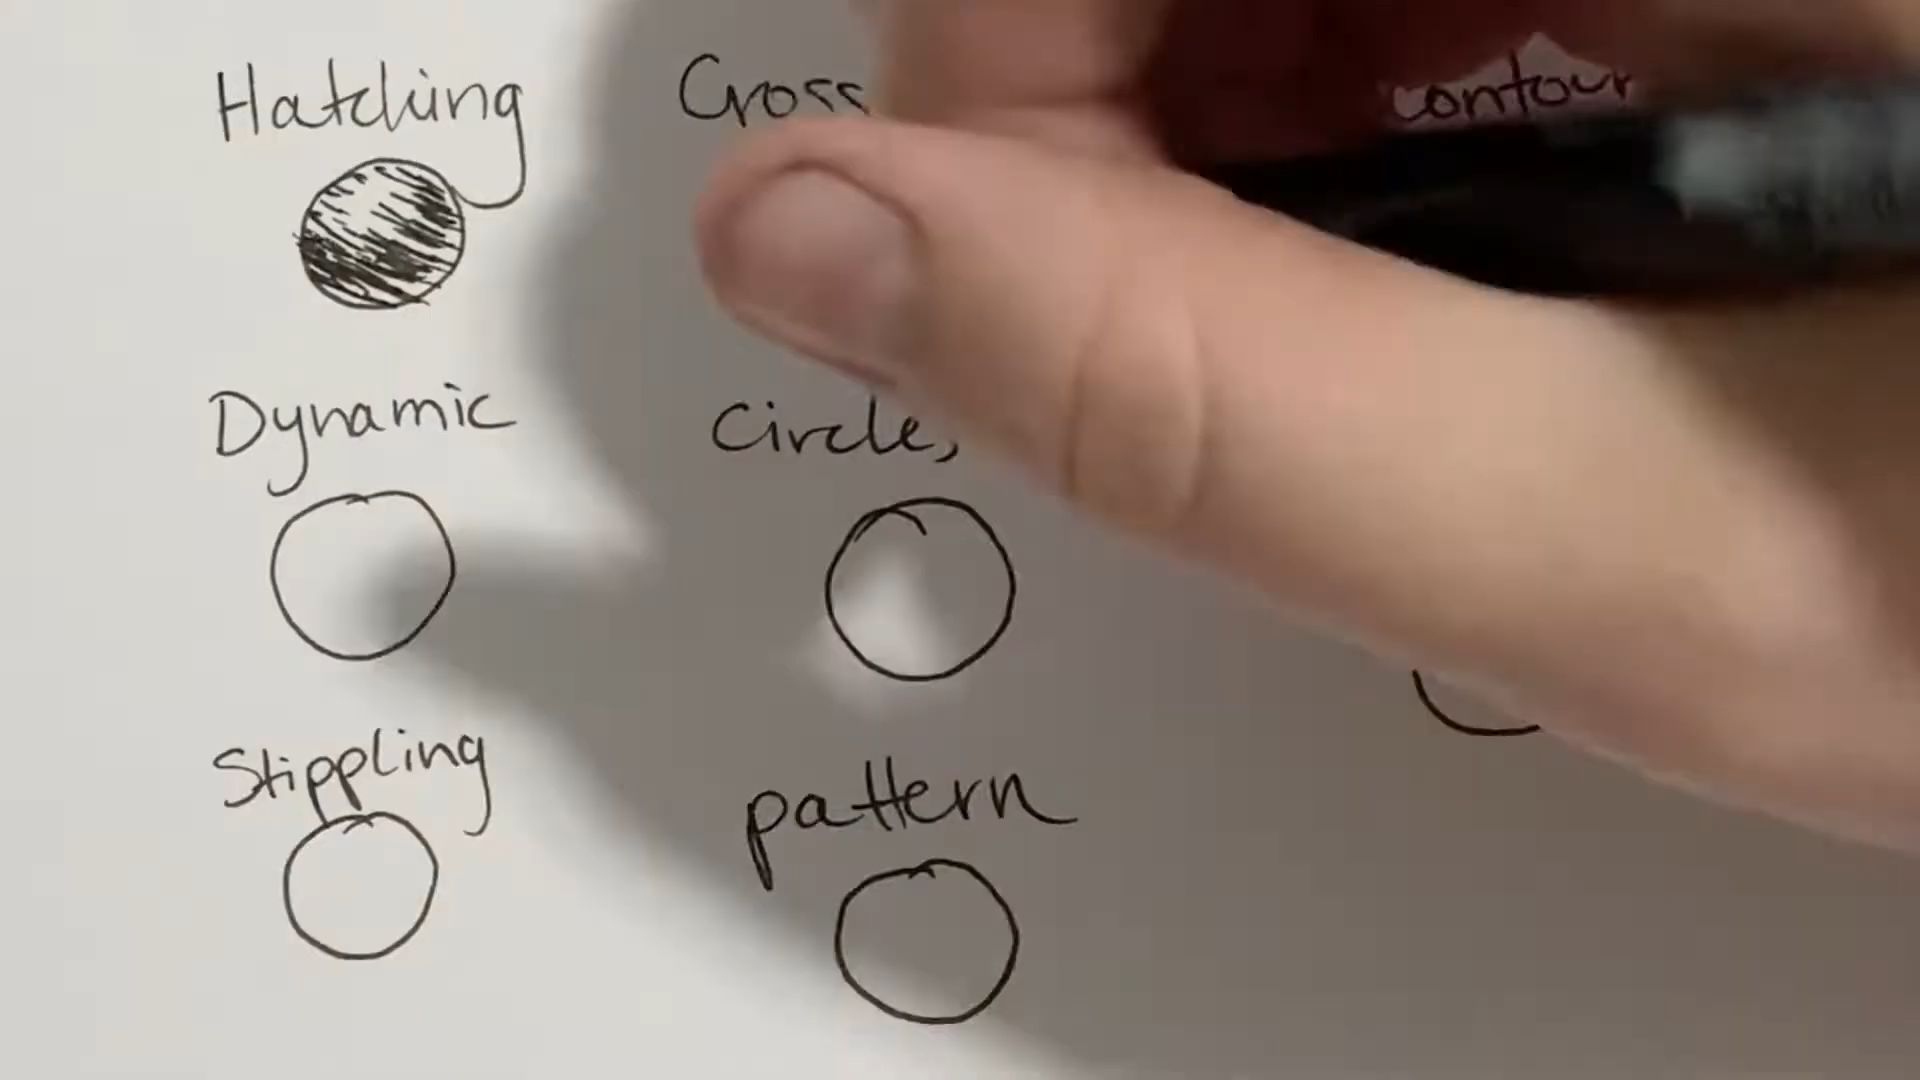 Hatching
Cross
contour
Dynamic
Circle,
Stippling
pattern